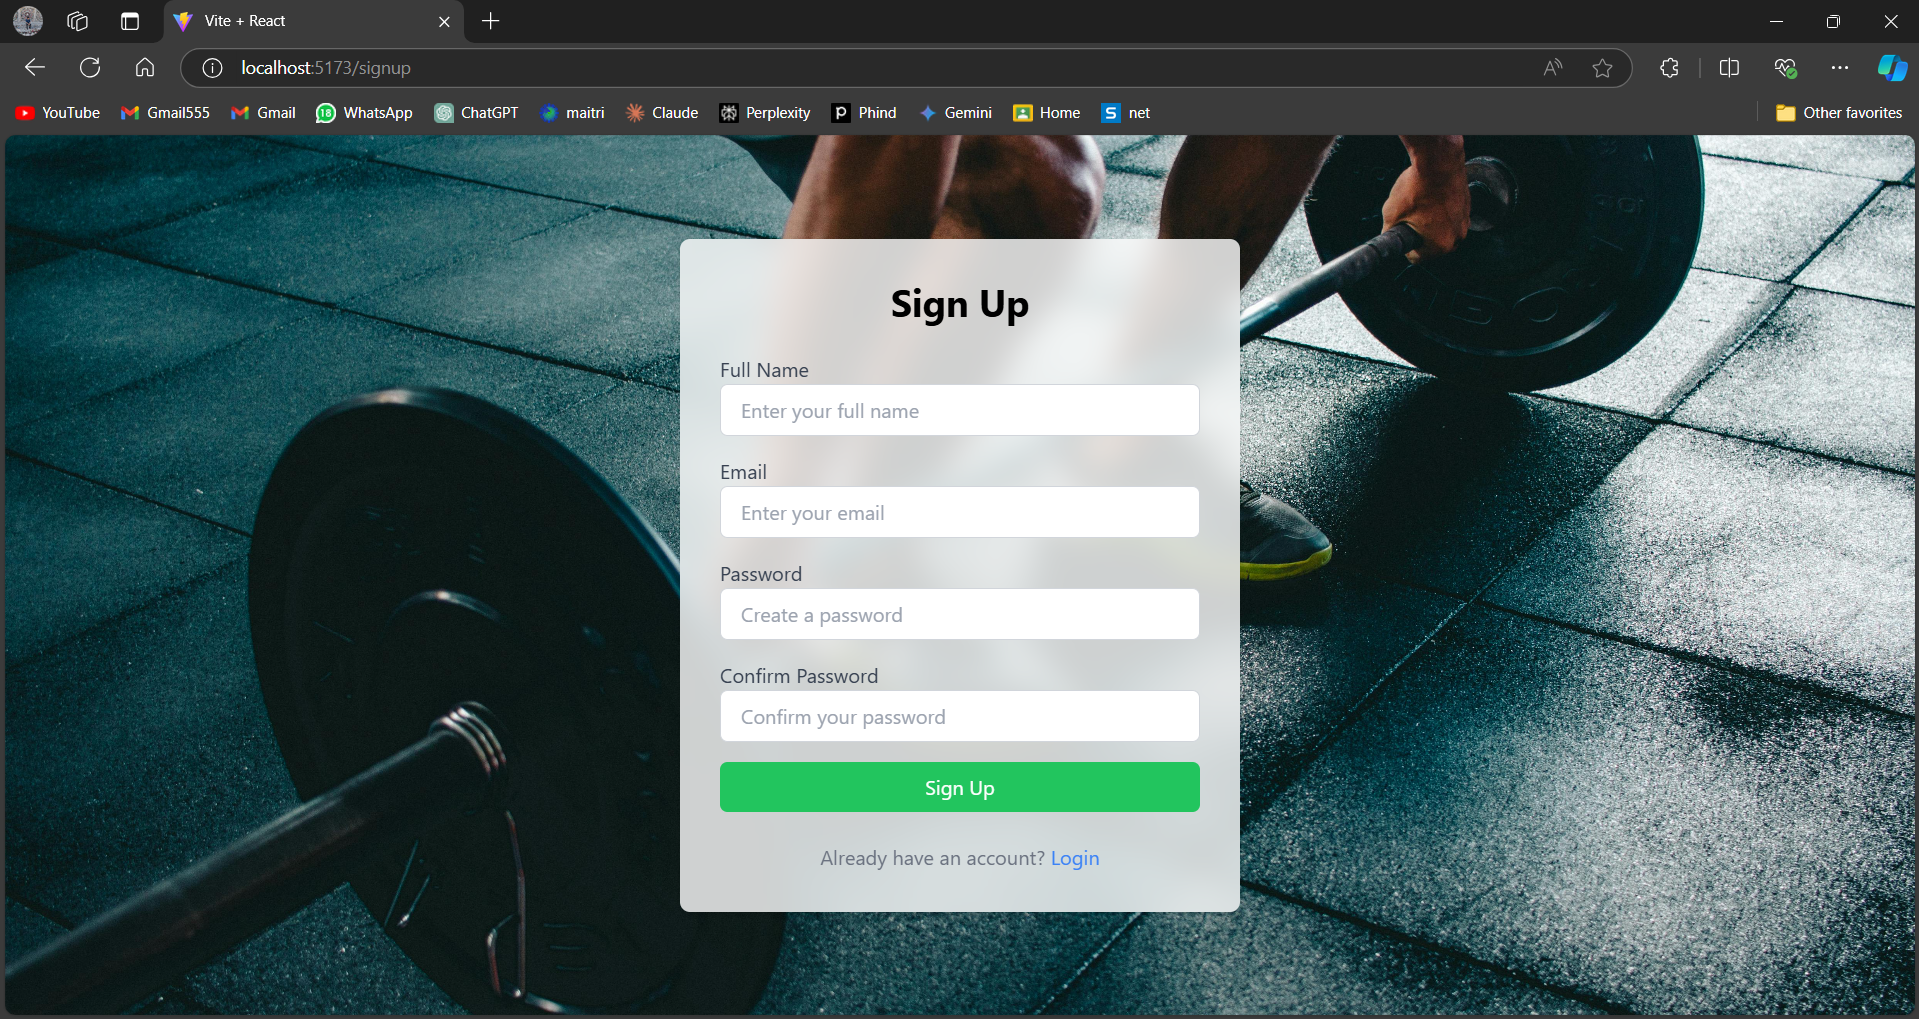 Vite + React
localhost:5173/signup
YouTube Gmail555 Gmail 18 WhatsApp ChatGPT maitri Claude Perplexity p Phind Gemini Home S net Other favorites
Sign Up
Full Name
Enter your full name
Email
Enter your email
Password
Create a password
Confirm Password
Confirm your password
Sign Up
Already have an account? Login